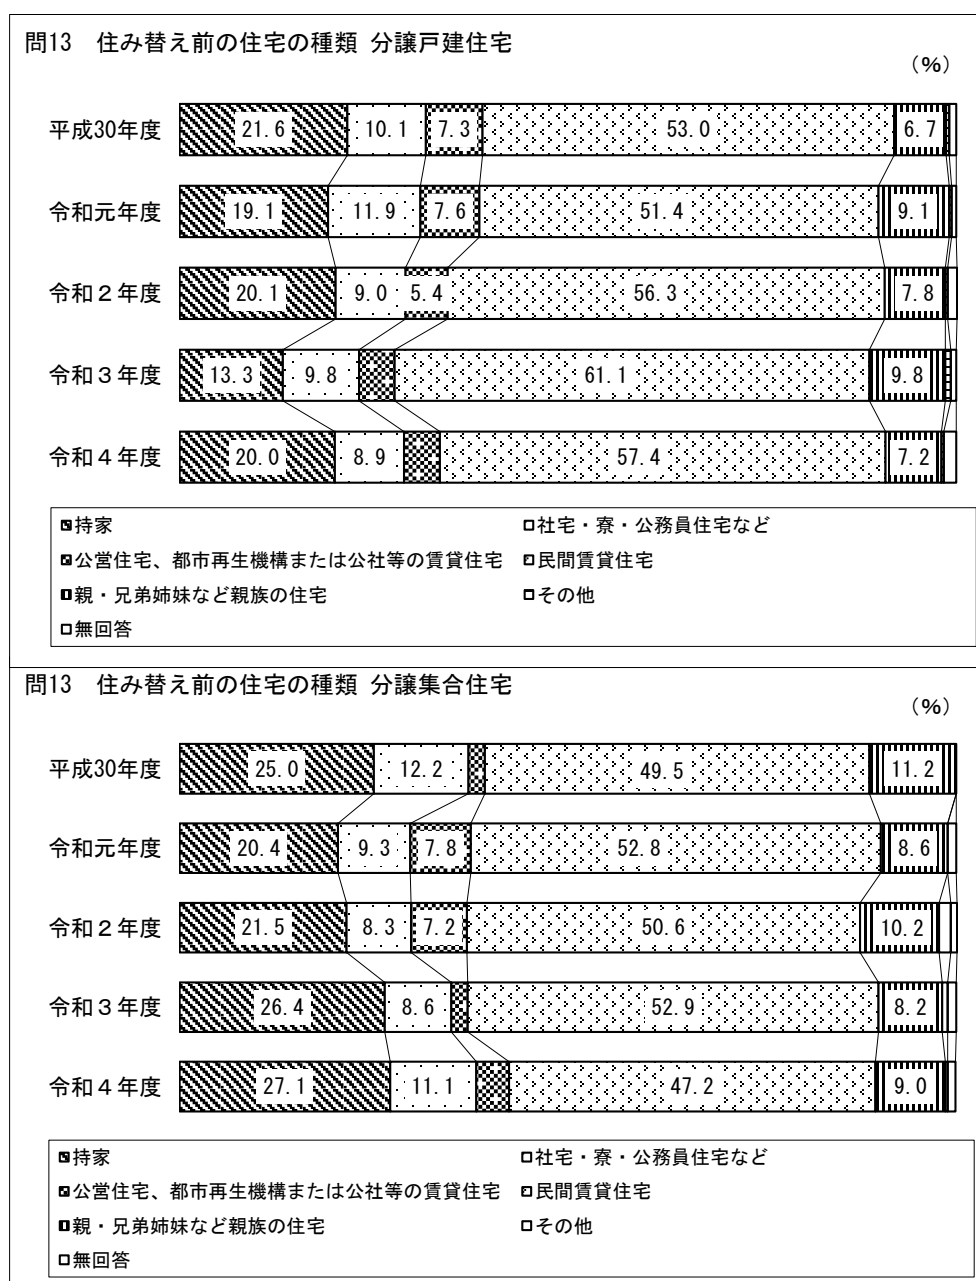 問13 住み替え前の住宅の種類 分譲戸建住宅
(%)
平成30年度 21.6 10.1 7.3 53.0 6.7
令和元年度 19.1 11.9 7.6 51.4 9.1
令和２年度 20.1 9.0 5.4 56.3 7.8
令和３年度 13.3 9.8 61.1 9.8
令和４年度 20.0 8.9 57.4 7.2
持家 社宅・寮・公務員住宅など
公営住宅、都市再生機構または公社等の賃貸住宅 民間賃貸住宅
親・兄弟姉妹など親族の住宅 その他
無回答
問13 住み替え前の住宅の種類 分譲集合住宅
(%)
平成30年度 25.0 12.2 49.5 11.2
令和元年度 20.4 9.3 7.8 52.8 8.6
令和２年度 21.5 8.3 7.2 50.6 10.2
令和３年度 26.4 8.6 52.9 8.2
令和４年度 27.1 11.1 47.2 9.0
持家 社宅・寮・公務員住宅など
公営住宅、都市再生機構または公社等の賃貸住宅 民間賃貸住宅
親・兄弟姉妹など親族の住宅 その他
無回答